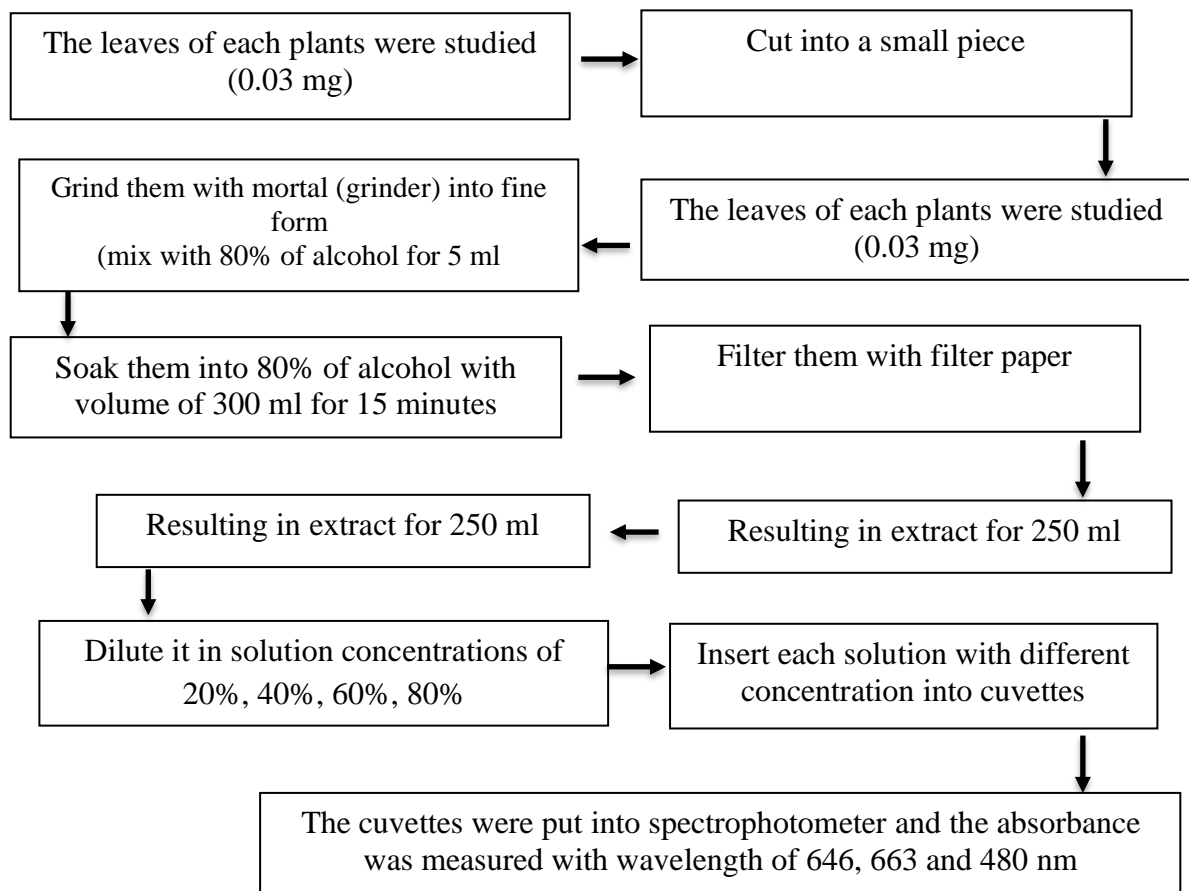 The leaves of each plants were studied
(0.03 mg)
Cut into a small piece
The leaves of each plants were studied
(0.03 mg)
Grind them with mortal (grinder) into fine
form
(mix with 80% of alcohol for 5 ml
Soak them into 80% of alcohol with
volume of 300 ml for 15 minutes
Filter them with filter paper
Resulting in extract for 250 ml
Resulting in extract for 250 ml
Dilute it in solution concentrations of
20%, 40%, 60%, 80%
Insert each solution with different
concentration into cuvettes
The cuvettes were put into spectrophotometer and the absorbance
was measured with wavelength of 646, 663 and 480 nm